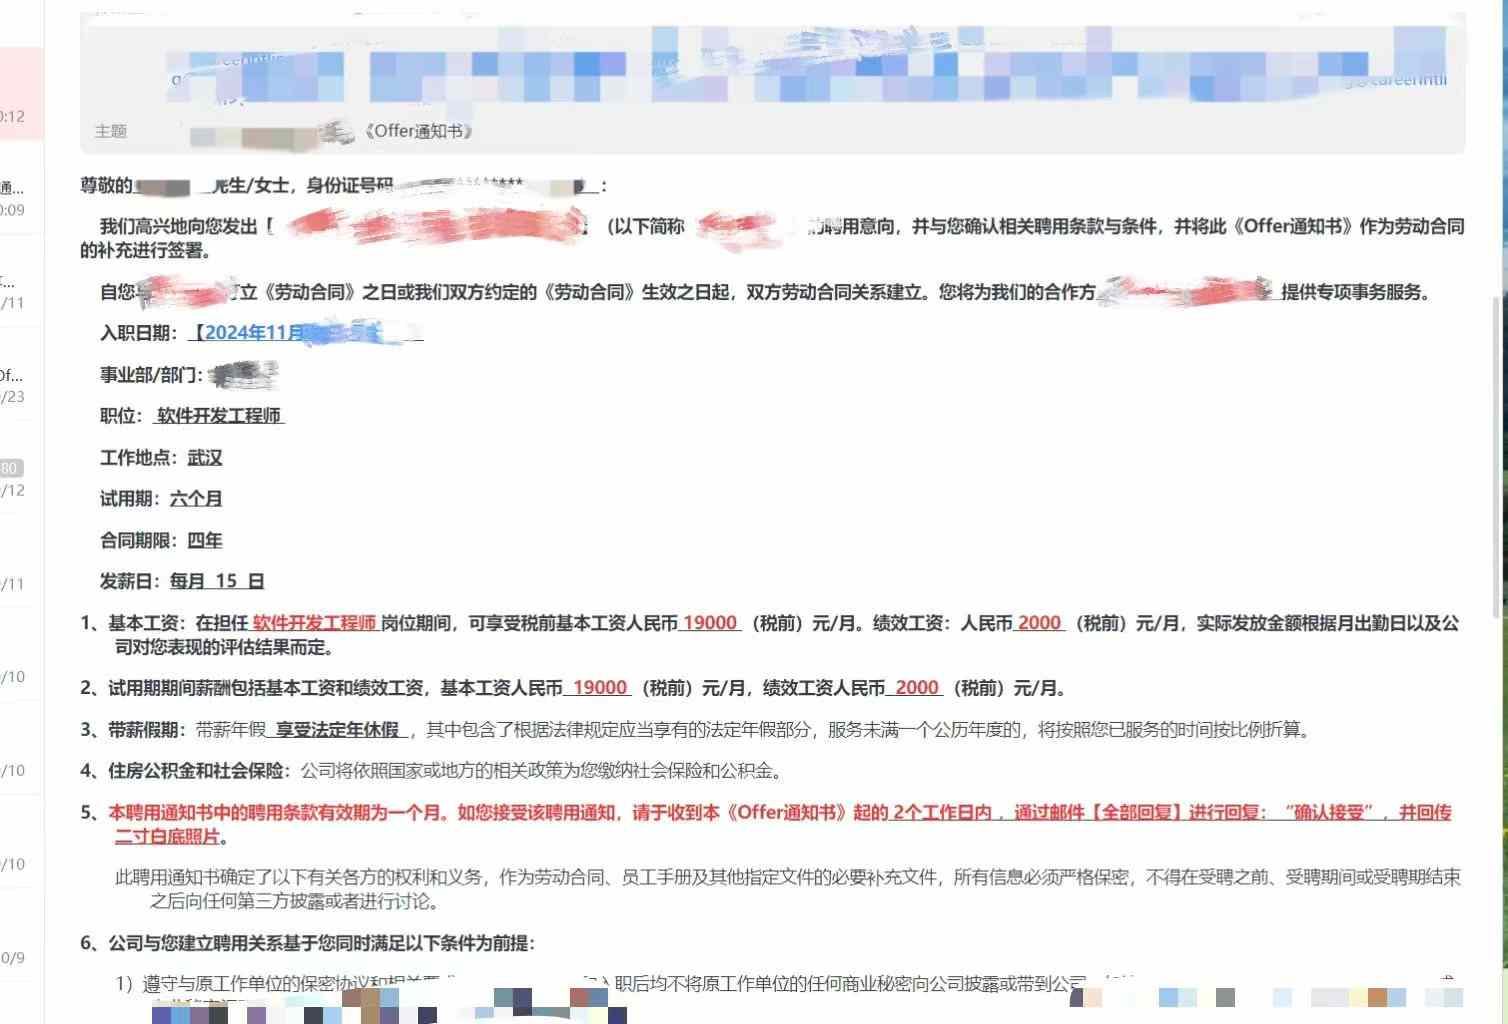 0:12
主题
《Offer通知书》
通...
0:09
尊敬的 先生/女士，身份证号码 ：
我们高兴地向您发出【 （以下简称 的聘用意向，并与您确认相关聘用条款与条件，并将此《Offer通知书》作为劳动合同
的补充进行签署。
/11
自您与 订立《劳动合同》之日或我们双方约定的《劳动合同》生效之日起，双方劳动合同关系建立。您将为我们的合作方 提供专项事务服务。
入职日期：【2024年11月
事业部/部门：
Of...
/23
职位：软件开发工程师
工作地点：武汉
80
/12
试用期：六个月
合同期限：四年
发薪日：每月 15 日
/11
1、基本工资：在担任 软件开发工程师 岗位期间，可享受税前基本工资人民币 19000 （税前）元/月。绩效工资：人民币 2000 （税前）元/月，实际发放金额根据月出勤日以及公
司对您表现的评估结果而定。
/10
2、试用期期间薪酬包括基本工资和绩效工资，基本工资人民币 19000 （税前）元/月，绩效工资人民币 2000 （税前）元/月。
3、带薪假期：带薪年假 享受法定年休假 ，其中包含了根据法律规定应当享有的法定年假部分，服务未满一个公历年度的，将按照您已服务的时间按比例折算。
/10
4、住房公积金和社会保险：公司将依照国家或地方的相关政策为您缴纳社会保险和公积金。
5、本聘用通知书中的聘用条款有效期为一个月。如您接受该聘用通知，请于收到本《Offer通知书》起的 2个工作日内 ，通过邮件【全部回复】进行回复：“确认接受”，并回传
二寸白底照片。
/10
此聘用通知书确定了以下有关各方的权利和义务，作为劳动合同、员工手册及其他指定文件的必要补充文件，所有信息必须严格保密，不得在受聘之前、受聘期间或受聘期结束
之后向任何第三方披露或者进行讨论。
6、公司与您建立聘用关系基于您同时满足以下条件为前提：
0/9
1）遵守与原工作单位的保密协议和相关 入职后均不将原工作单位的任何商业秘密向公司披露或带到公司